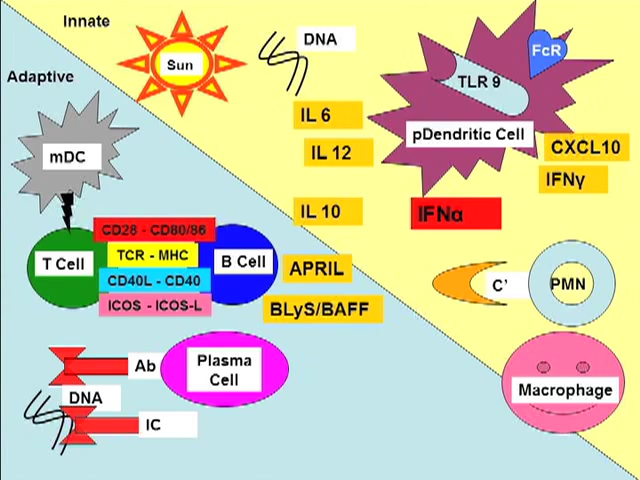 Innate
Adaptive
Sun
DNA
FcR
TLR 9
pDendritic Cell
IL 6
IL 12
IL 10
CXCL10
IFNγ
IFNα
mDC
T Cell
CD28 - CD80/86
TCR - MHC
CD40L - CD40
ICOS - ICOS-L
B Cell
APRIL
BLyS/BAFF
C'
PMN
Macrophage
Ab
Plasma
Cell
DNA
IC